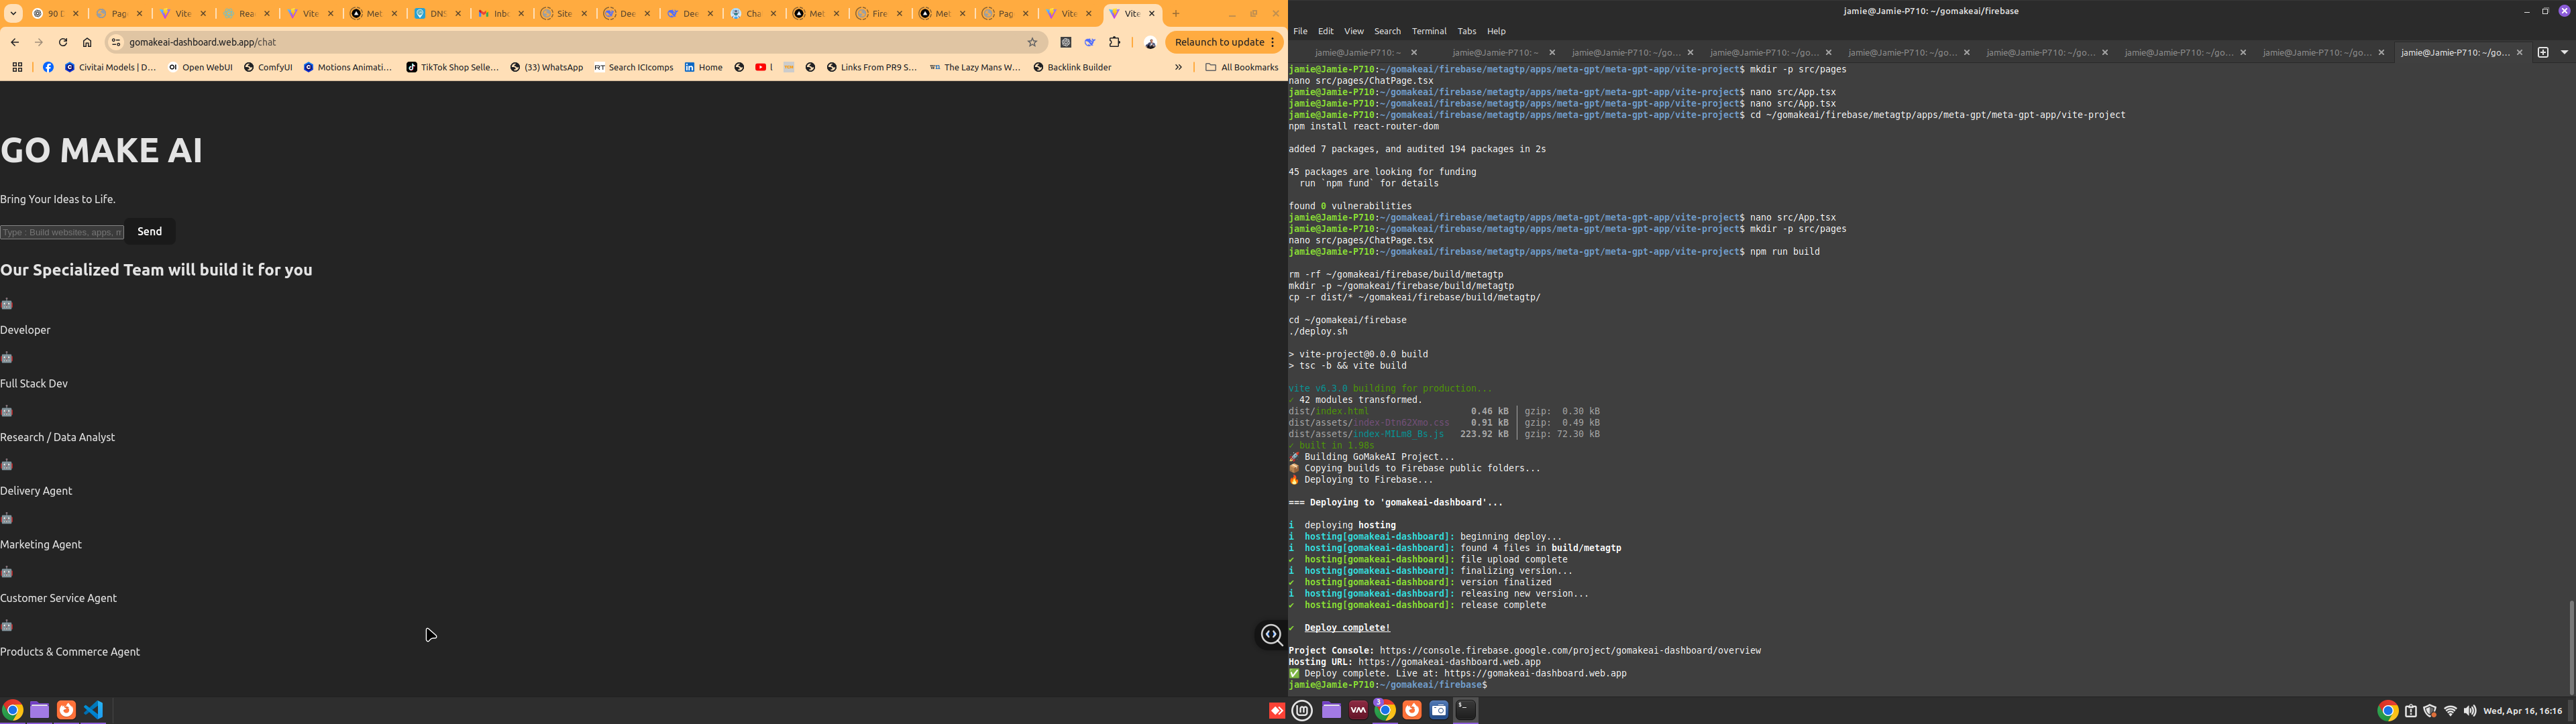 90 D
Page
Vite
Rea
Vite
Met
DNS
Inbo
Site
Dee
Dee
Cha
Met
Fire
Met
Page
Vite
Vite
gomakeai-dashboard.web.app/chat
Relaunch to update
Civitai Models | D…
Open WebUI
ComfyUI
Motions Animati…
TikTok Shop Selle…
(33) WhatsApp
Search ICIcomps
Home
Links From PR9 S…
The Lazy Mans W…
Backlink Builder
All Bookmarks
GO MAKE AI
Bring Your Ideas to Life.
Type : Build websites, apps, m
Send
Our Specialized Team will build it for you
Developer
Full Stack Dev
Research / Data Analyst
Delivery Agent
Marketing Agent
Customer Service Agent
Products & Commerce Agent
jamie@Jamie-P710: ~/gomakeai/firebase
File Edit View Search Terminal Tabs Help
jamie@Jamie-P710: ~
jamie@Jamie-P710: ~
jamie@Jamie-P710: ~/go…
jamie@Jamie-P710: ~/go…
jamie@Jamie-P710: ~/go…
jamie@Jamie-P710: ~/go…
jamie@Jamie-P710: ~/go…
jamie@Jamie-P710: ~/go…
jamie@Jamie-P710: ~/go…
jamie@Jamie-P710:~/gomakeai/firebase/metagtp/apps/meta-gpt/meta-gpt-app/vite-project$ mkdir -p src/pages
nano src/pages/ChatPage.tsx
jamie@Jamie-P710:~/gomakeai/firebase/metagtp/apps/meta-gpt/meta-gpt-app/vite-project$ nano src/App.tsx
jamie@Jamie-P710:~/gomakeai/firebase/metagtp/apps/meta-gpt/meta-gpt-app/vite-project$ nano src/App.tsx
jamie@Jamie-P710:~/gomakeai/firebase/metagtp/apps/meta-gpt/meta-gpt-app/vite-project$ cd ~/gomakeai/firebase/metagtp/apps/meta-gpt/meta-gpt-app/vite-project
npm install react-router-dom
added 7 packages, and audited 194 packages in 2s
45 packages are looking for funding
run `npm fund` for details
found 0 vulnerabilities
jamie@Jamie-P710:~/gomakeai/firebase/metagtp/apps/meta-gpt/meta-gpt-app/vite-project$ nano src/App.tsx
jamie@Jamie-P710:~/gomakeai/firebase/metagtp/apps/meta-gpt/meta-gpt-app/vite-project$ mkdir -p src/pages
nano src/pages/ChatPage.tsx
jamie@Jamie-P710:~/gomakeai/firebase/metagtp/apps/meta-gpt/meta-gpt-app/vite-project$ npm run build
rm -rf ~/gomakeai/firebase/build/metagtp
mkdir -p ~/gomakeai/firebase/build/metagtp
cp -r dist/* ~/gomakeai/firebase/build/metagtp/
cd ~/gomakeai/firebase
./deploy.sh
> vite-project@0.0.0 build
> tsc -b && vite build
vite v6.3.0 building for production...
✓ 42 modules transformed.
dist/index.html 0.46 kB │ gzip: 0.30 kB
dist/assets/index-Dtn62Xmo.css 0.91 kB │ gzip: 0.49 kB
dist/assets/index-MILm8_Bs.js 223.92 kB │ gzip: 72.30 kB
✓ built in 1.98s
🚀 Building GoMakeAI Project...
📦 Copying builds to Firebase public folders...
🔥 Deploying to Firebase...
=== Deploying to 'gomakeai-dashboard'...
i deploying hosting
i hosting[gomakeai-dashboard]: beginning deploy...
i hosting[gomakeai-dashboard]: found 4 files in build/metagtp
✔ hosting[gomakeai-dashboard]: file upload complete
i hosting[gomakeai-dashboard]: finalizing version...
✔ hosting[gomakeai-dashboard]: version finalized
i hosting[gomakeai-dashboard]: releasing new version...
✔ hosting[gomakeai-dashboard]: release complete
✔ Deploy complete!
Project Console: https://console.firebase.google.com/project/gomakeai-dashboard/overview
Hosting URL: https://gomakeai-dashboard.web.app
✅ Deploy complete. Live at: https://gomakeai-dashboard.web.app
jamie@Jamie-P710:~/gomakeai/firebase$
Wed, Apr 16, 16:16